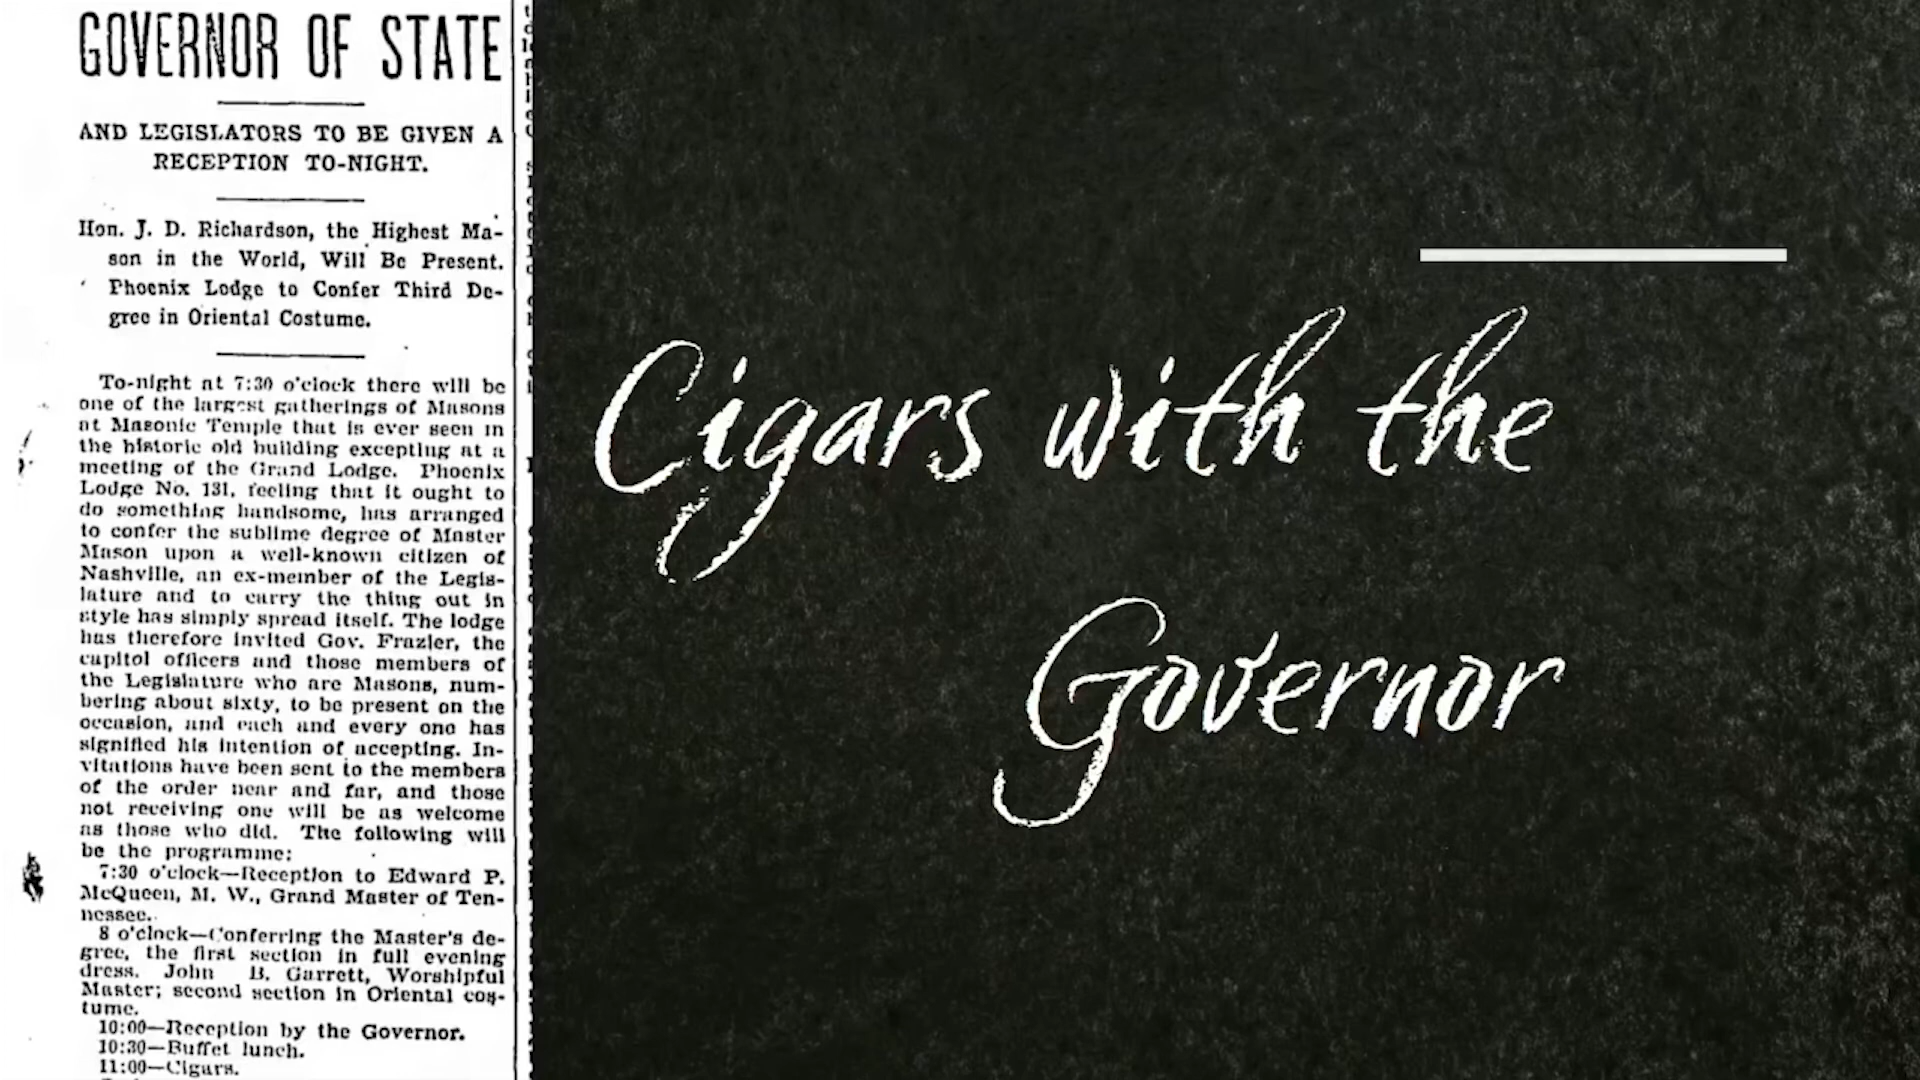 GOVERNOR OF STATE
AND LEGISLATORS TO BE GIVEN A
RECEPTION TO-NIGHT.
Hon. J. D. Richardson, the Highest Ma-
son in the World, Will Be Present.
Phoenix Lodge to Confer Third De-
gree in Oriental Costume.
To-night at 7:30 o'clock there will be
one of the largest gatherings of Masons
at Masonic Temple that is ever seen in
the historic old building excepting at a
meeting of the Grand Lodge. Phoenix
Lodge No. 131, feeling that it ought to
do something handsome, has arranged
to confer the sublime degree of Master
Mason upon a well-known citizen of
Nashville, an ex-member of the Legis-
lature and to carry the thing out in
style has simply spread itself. The lodge
has therefore invited Gov. Frazier, the
capitol officers and those members of
the Legislature who are Masons, num-
bering about sixty, to be present on the
occasion, and each and every one has
signified his intention of accepting. In-
vitations have been sent to the members
of the order near and far, and those
not receiving one will be as welcome
as those who did. The following will
be the programme:
7:30 o'clock—Reception to Edward P.
McQueen, M. W., Grand Master of Ten-
nessee.
8 o'clock—Conferring the Master's de-
gree, the first section in full evening
dress. John B. Garrett, Worshipful
Master; second section in Oriental cos-
tume.
10:00—Reception by the Governor.
10:30—Buffet lunch.
11:00—Cigars.
Cigars with the
Governor